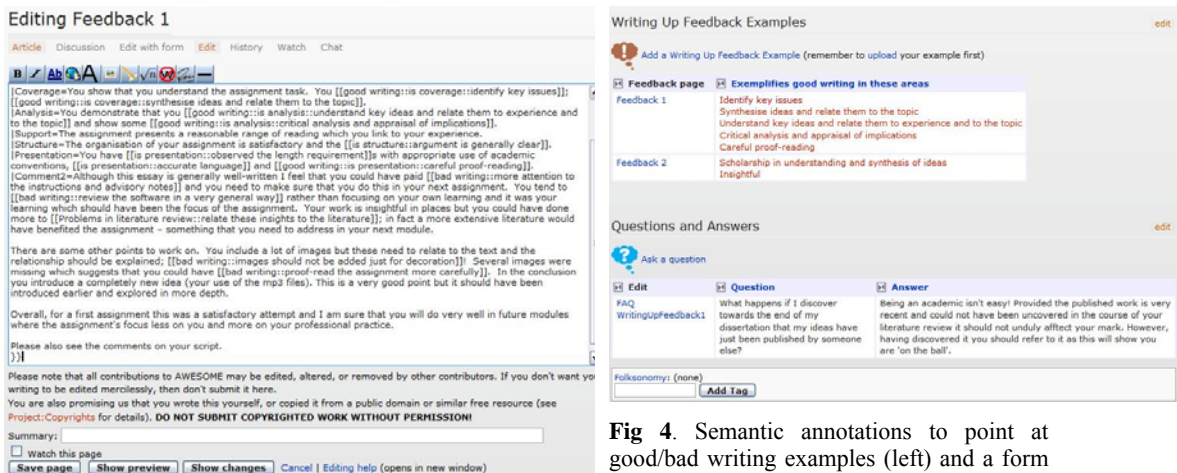 Editing Feedback 1
Article Discussion Edit with form Edit History Watch Chat
|Coverage=You show that you understand the assignment task. You [[good writing::is coverage::identify key issues]];
[[good writing::is coverage::synthesise ideas and relate them to the topic]].
|Analysis=You demonstrate that you [[good writing::is analysis::understand key ideas and relate them to experience and
to the topic]] and show some [[good writing::is analysis::critical analysis and appraisal of implications]].
|Support=The assignment presents a reasonable range of reading which you link to your experience.
|Structure=The organisation of your assignment is satisfactory and the [[is structure::argument is generally clear]].
|Presentation=You have [[is presentation::observed the length requirement]]s with appropriate use of academic
conventions, [[is presentation::accurate language]] and [[good writing::is presentation::careful proof-reading]].
|Comment2=Although this essay is generally well-written I feel that you could have paid [[bad writing::more attention to
the instructions and advisory notes]] and you need to make sure that you do this in your next assignment. You tend to
[[bad writing::review the software in a very general way]] rather than focusing on your own learning and it was your
learning which should have been the focus of the assignment. Your work is insightful in places but you could have done
more to [[Problems in literature review::relate these insights to the literature]]; in fact a more extensive literature would
have benefited the assignment – something that you need to address in your next module.
There are some other points to work on. You include a lot of images but these need to relate to the text and the
relationship should be explained; [[bad writing::images should not be added just for decoration]]! Several images were
missing which suggests that you could have [[bad writing::proof-read the assignment more carefully]]. In the conclusion
you introduce a completely new idea (your use of the mp3 files). This is a very good point but it should have been
introduced earlier and explored in more depth.
Overall, for a first assignment this was a satisfactory attempt and I am sure that you will do very well in future modules
where the assignment's focus less on you and more on your professional practice.
Please also see the comments on your script.
}}
Please note that all contributions to AWESOME may be edited, altered, or removed by other contributors. If you don't want you
writing to be edited mercilessly, then don't submit it here.
You are also promising us that you wrote this yourself, or copied it from a public domain or similar free resource (see
Project:Copyrights for details). DO NOT SUBMIT COPYRIGHTED WORK WITHOUT PERMISSION!
Summary:
Watch this page
Save page Show preview Show changes Cancel | Editing help (opens in new window)
Writing Up Feedback Examples edit
Add a Writing Up Feedback Example (remember to upload your example first)
Feedback page Exemplifies good writing in these areas
Feedback 1 Identify key issues
Synthesise ideas and relate them to the topic
Understand key ideas and relate them to experience and to the topic
Critical analysis and appraisal of implications
Careful proof-reading
Feedback 2 Scholarship in understanding and synthesis of ideas
Insightful
Questions and Answers edit
Ask a question
Edit Question Answer
FAQ What happens if I discover Being an academic isn't easy! Provided the published work is very
WritingUpFeedback1 towards the end of my recent and could not have been uncovered in the course of your
dissertation that my ideas have literature review it should not unduly afftect your mark. However,
just been published by someone having discovered it you should refer to it as this will show you
else? are 'on the ball'.
Folksonomy: (none)
Add Tag
Fig 4. Semantic annotations to point at
good/bad writing examples (left) and a form